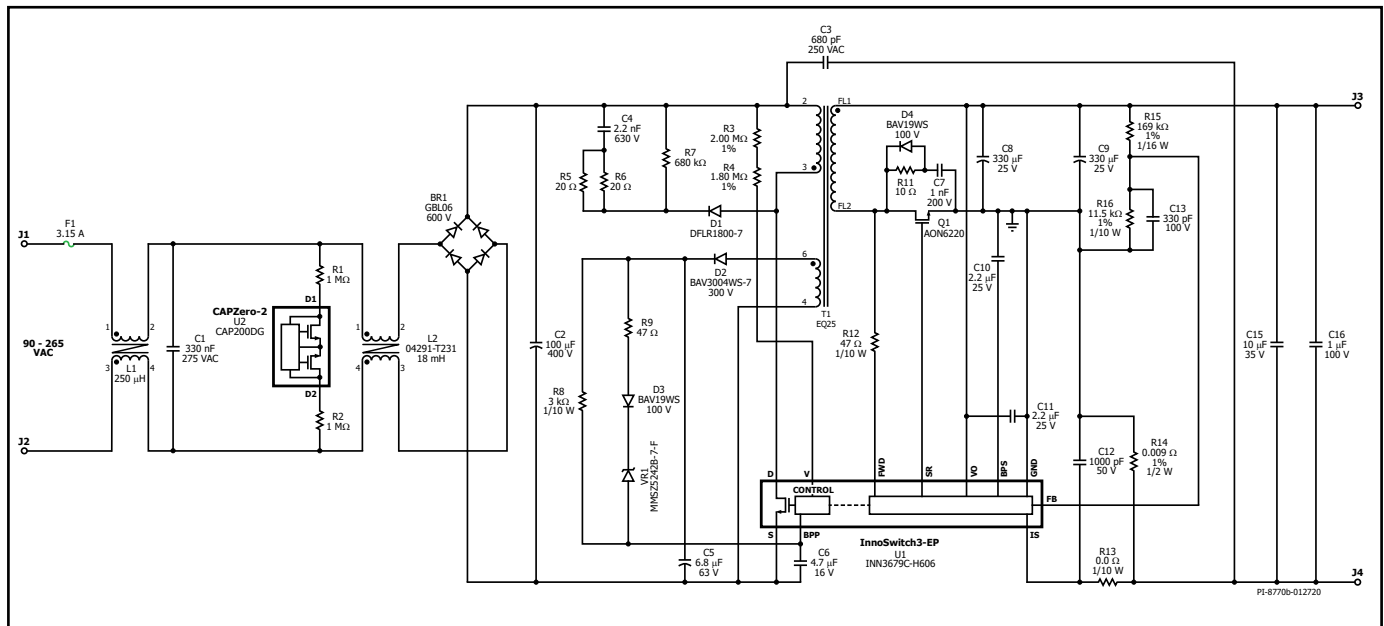 C3
680 pF
250 VAC
J3
C4
2.2 nF
630 V
R5
20 Ω
R6
20 Ω
R7
680 kΩ
R3
2.00 MΩ
1%
R4
1.80 MΩ
1%
2
3
FL1
FL2
D4
BAV19WS
100 V
R11
10 Ω
C7
1 nF
200 V
C8
330 µF
25 V
C9
330 µF
25 V
R15
169 kΩ
1%
1/16 W
R16
11.5 kΩ
1%
1/10 W
C13
330 pF
100 V
J1
F1
3.15 A
BR1
GBL06
600 V
D1
DFLR1800-7
Q1
AON6220
6
4
D2
BAV3004WS-7
300 V
T1
EQ25
C10
2.2 µF
25 V
R1
1 MΩ
D1
CAPZero-2
U2
CAP200DG
D2
R2
1 MΩ
90 - 265
VAC
1
2
3
4
L1
250 µH
C1
330 nF
275 VAC
1
2
4
3
L2
04291-T231
18 mH
C2
100 µF
400 V
R9
47 Ω
R8
3 kΩ
1/10 W
D3
BAV19WS
100 V
VR1
MMSZ5242B-7-F
R12
47 Ω
1/10 W
C15
10 µF
35 V
C16
1 µF
100 V
C11
2.2 µF
25 V
C12
1000 pF
50 V
R14
0.009 Ω
1%
1/2 W
J2
D
V
FWD
SR
VO
BPS
GND
CONTROL
FB
S
BPP
IS
InnoSwitch3-EP
U1
INN3679C-H606
C5
6.8 µF
63 V
C6
4.7 µF
16 V
R13
0.0 Ω
1/10 W
J4
PI-8770b-012720